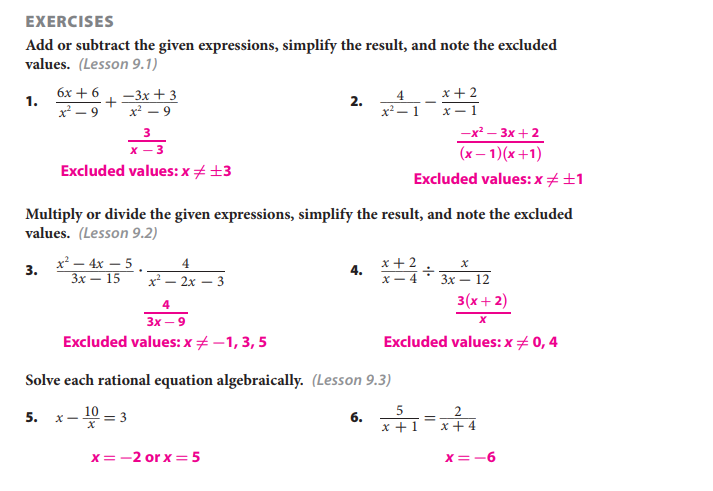 EXERCISES
Add or subtract the given expressions, simplify the result, and note the excluded
values. (Lesson 9.1)
1. (6x + 6)/(x² – 9) + (–3x + 3)/(x² – 9)
3/(x – 3)
Excluded values: x ≠ ±3
2. 4/(x² – 1) – (x + 2)/(x – 1)
(–x² – 3x + 2)/((x – 1)(x +1))
Excluded values: x ≠ ±1
Multiply or divide the given expressions, simplify the result, and note the excluded
values. (Lesson 9.2)
3. (x² – 4x – 5)/(3x – 15) · 4/(x² – 2x – 3)
4/(3x – 9)
Excluded values: x ≠ –1, 3, 5
4. (x + 2)/(x – 4) ÷ x/(3x – 12)
3(x + 2)/x
Excluded values: x ≠ 0, 4
Solve each rational equation algebraically. (Lesson 9.3)
5. x – 10/x = 3
x = –2 or x = 5
6. 5/(x + 1) = 2/(x + 4)
x = –6